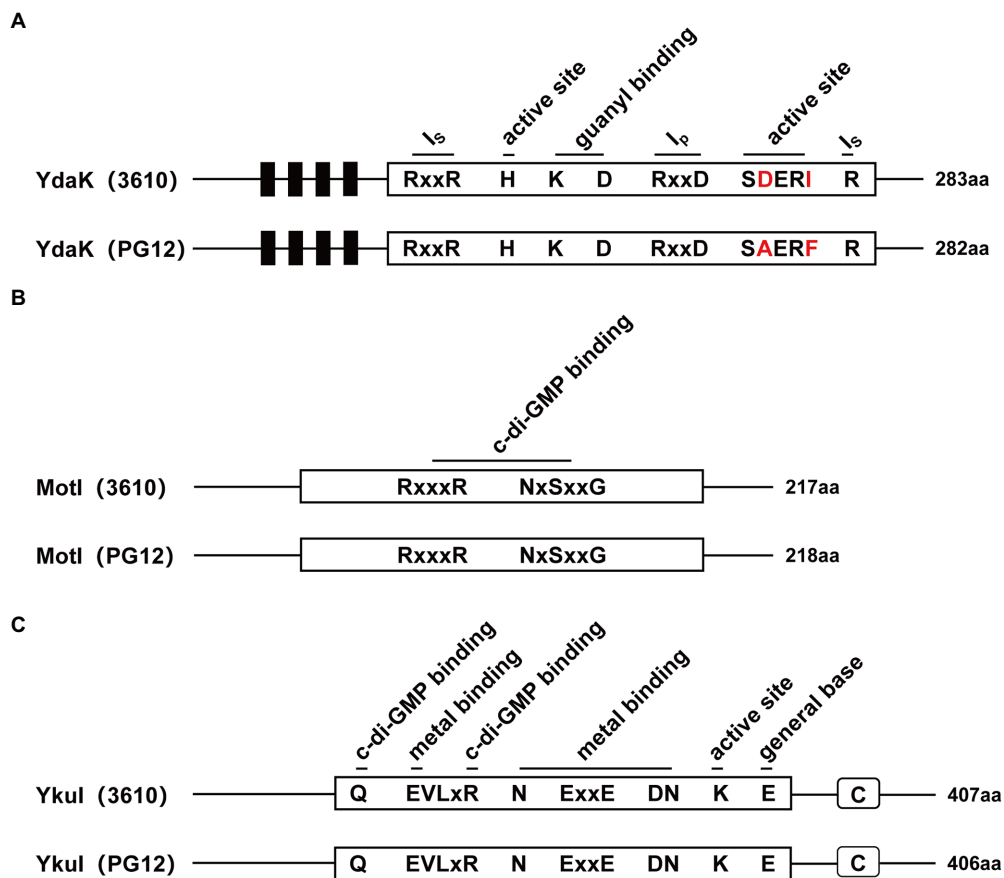 A
I_S active site guanyl binding I_p active site I_S
YdaK (3610) RxxR H K D RxxD SDERI R 283aa
YdaK (PG12) RxxR H K D RxxD SAERF R 282aa
B
c-di-GMP binding
MotI (3610) RxxxR NxSxxG 217aa
MotI (PG12) RxxxR NxSxxG 218aa
C
c-di-GMP binding metal binding c-di-GMP binding metal binding active site general base
YkuI (3610) Q EVLxR N ExxE DN K E C 407aa
YkuI (PG12) Q EVLxR N ExxE DN K E C 406aa